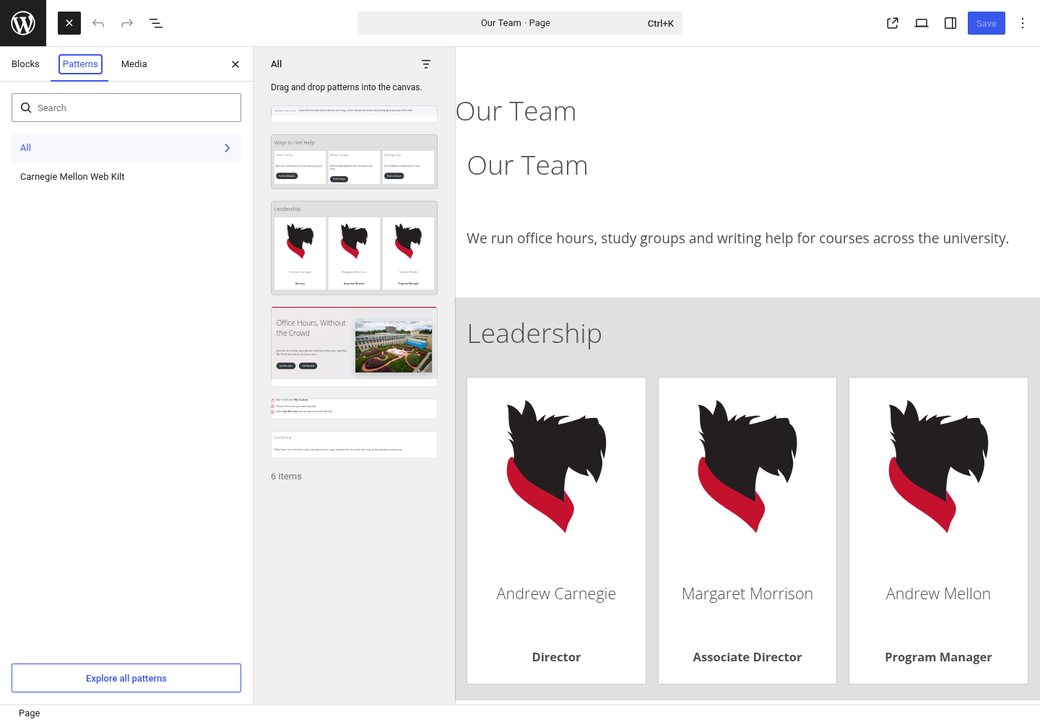 Our Team · Page
Ctrl+K
Save
Blocks
Patterns
Media
Search
All
Carnegie Mellon Web Kilt
Explore all patterns
All
Drag and drop patterns into the canvas.
Ways to Get Help
Leadership
Office Hours, Without
the Crowd
6 items
Our Team
Our Team
We run office hours, study groups and writing help for courses across the university.
Leadership
Andrew Carnegie
Director
Margaret Morrison
Associate Director
Andrew Mellon
Program Manager
Page